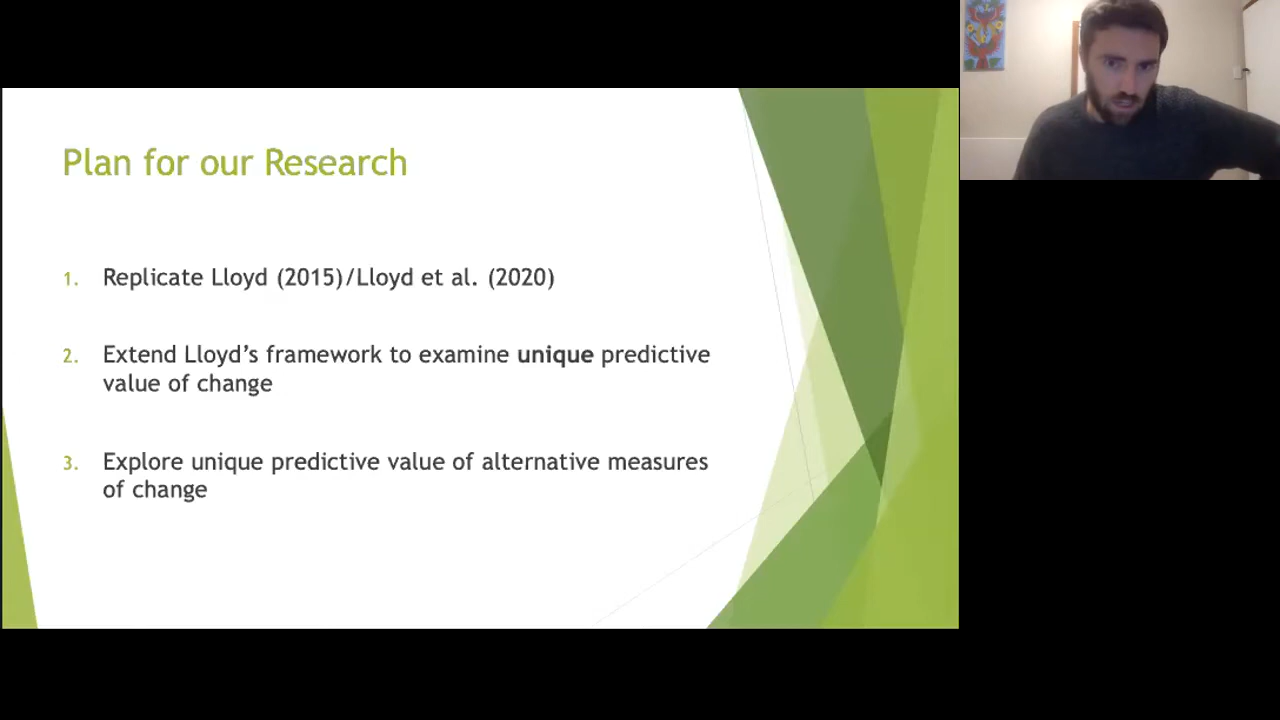 Plan for our Research
1. Replicate Lloyd (2015)/Lloyd et al. (2020)
2. Extend Lloyd’s framework to examine unique predictive
value of change
3. Explore unique predictive value of alternative measures
of change